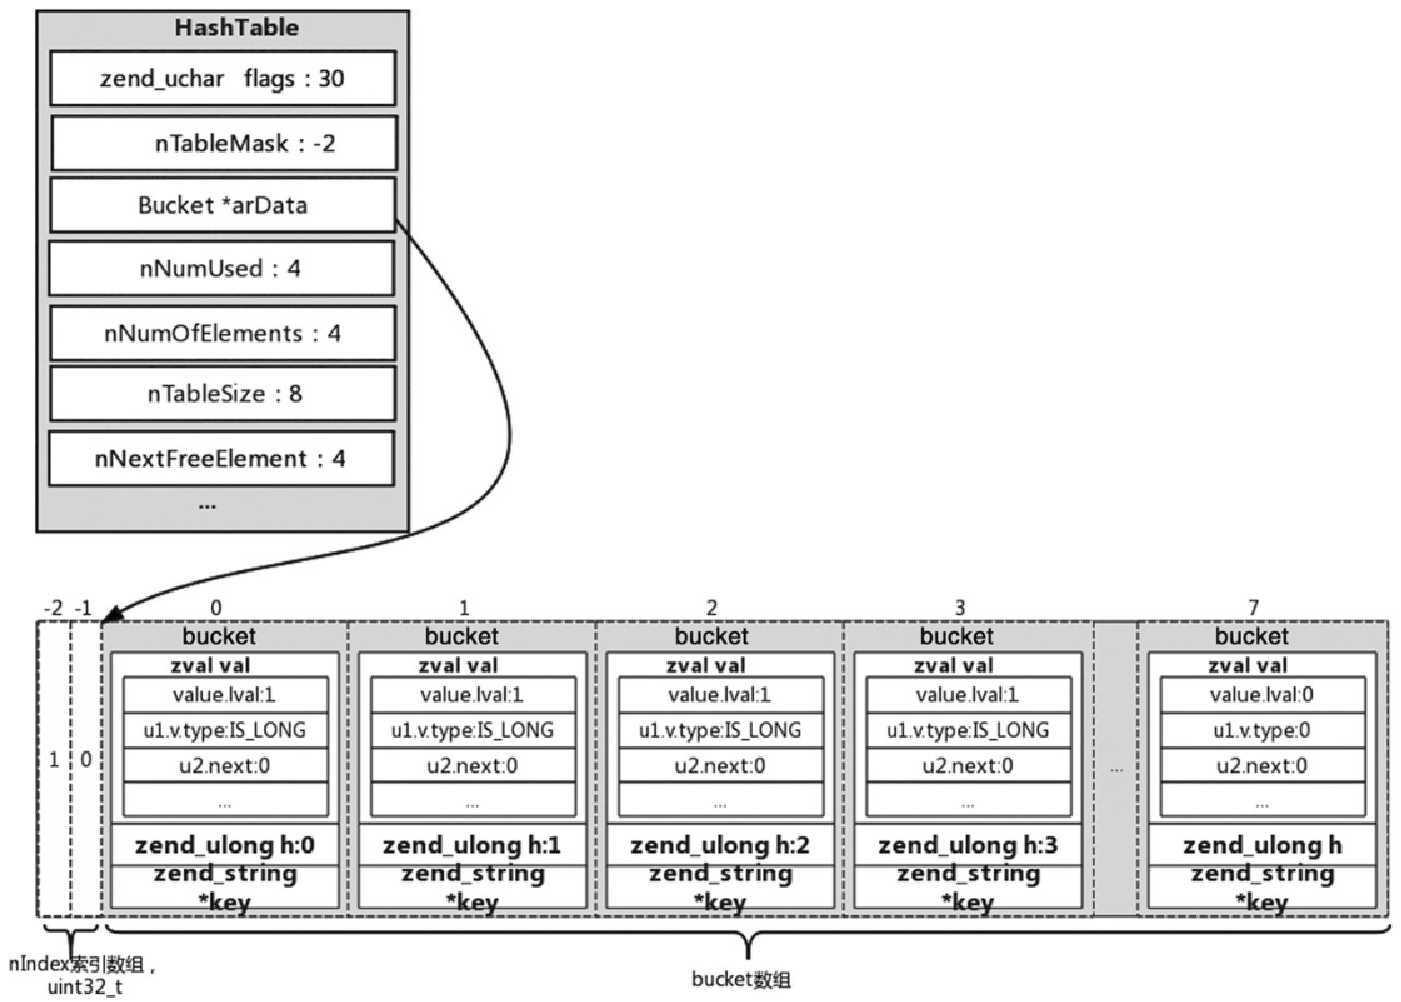 HashTable
zend_uchar flags : 30
nTableMask : -2
Bucket *arData
nNumUsed : 4
nNumOfElements : 4
nTableSize : 8
nNextFreeElement : 4
...
-2 -1 0 1 2 3 7
bucket bucket bucket bucket bucket
zval val zval val zval val zval val zval val
value.lval:1 value.lval:1 value.lval:1 value.lval:1 value.lval:0
u1.v.type:IS_LONG u1.v.type:IS_LONG u1.v.type:IS_LONG u1.v.type:IS_LONG u1.v.type:0
1 0 u2.next:0 u2.next:0 u2.next:0 u2.next:0 ... u2.next:0
... ... ... ... ...
zend_ulong h:0 zend_ulong h:1 zend_ulong h:2 zend_ulong h:3 zend_ulong h
zend_string zend_string zend_string zend_string zend_string
*key *key *key *key *key
nIndex索引数组，
uint32_t
bucket数组